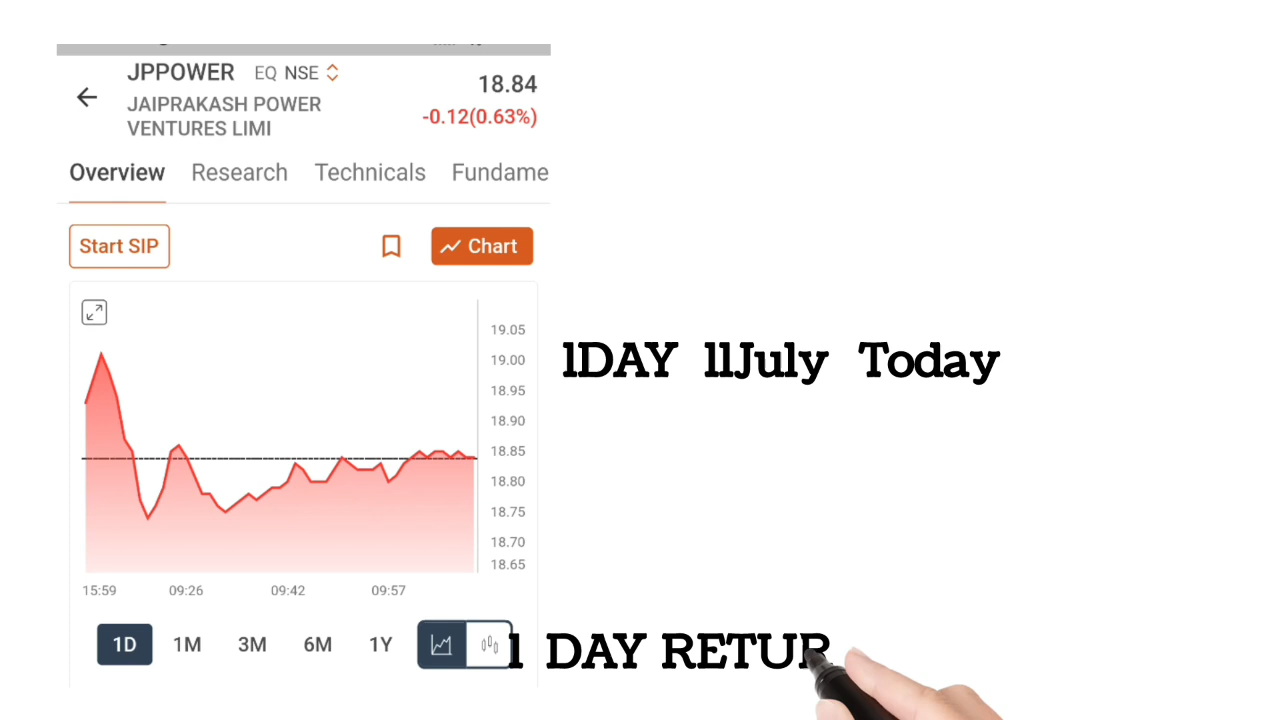 JPPOWER EQ NSE
18.84
JAIPRAKASH POWER
VENTURES LIMI
-0.12(0.63%)
Overview Research Technicals Fundame
Start SIP
Chart
19.05
19.00
18.95
18.90
18.85
18.80
18.75
18.70
18.65
15:59 09:26 09:42 09:57
1D 1M 3M 6M 1Y
1DAY 11July Today
1 DAY RETUR